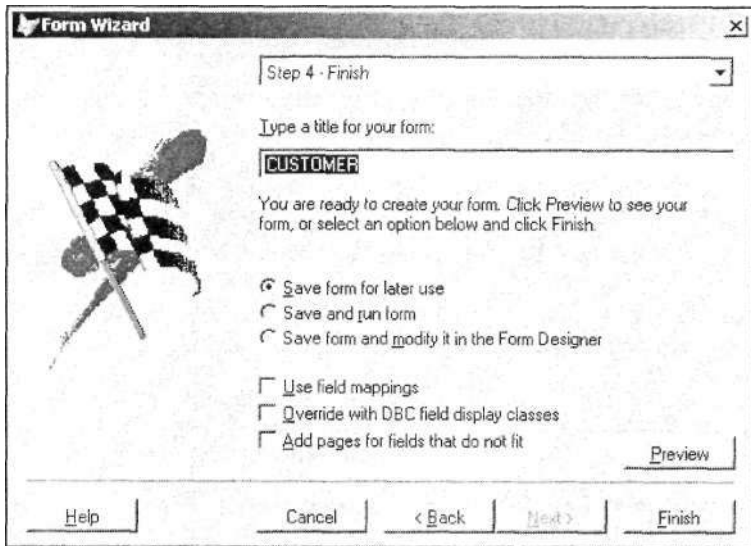 Form Wizard
Step 4 - Finish
Type a title for your form:
CUSTOMER
You are ready to create your form. Click Preview to see your
form, or select an option below and click Finish.
Save form for later use
Save and run form
Save form and modify it in the Form Designer
Use field mappings
Override with DBC field display classes
Add pages for fields that do not fit
Preview
Help
Cancel
< Back
Next >
Finish